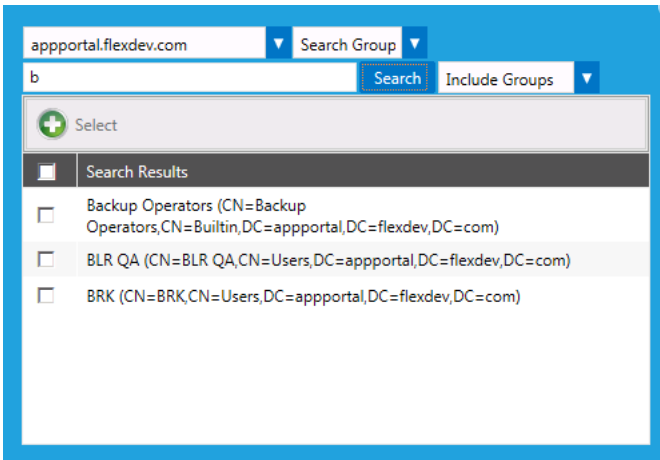 appportal.flexdev.com Search Group
b Search Include Groups
Select
Search Results
Backup Operators (CN=Backup
Operators,CN=Builtin,DC=appportal,DC=flexdev,DC=com)
BLR QA (CN=BLR QA,CN=Users,DC=appportal,DC=flexdev,DC=com)
BRK (CN=BRK,CN=Users,DC=appportal,DC=flexdev,DC=com)